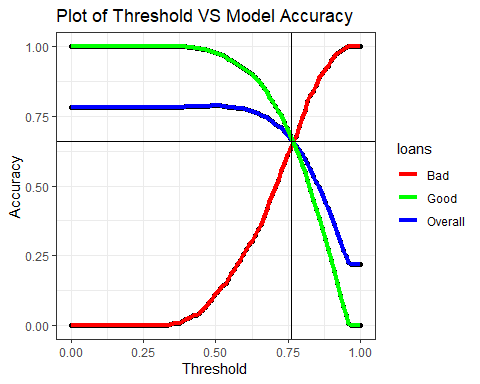 Plot of Threshold VS Model Accuracy
1.00
0.75
0.50
0.25
0.00
Accuracy
0.00 0.25 0.50 0.75 1.00
Threshold
loans
Bad
Good
Overall